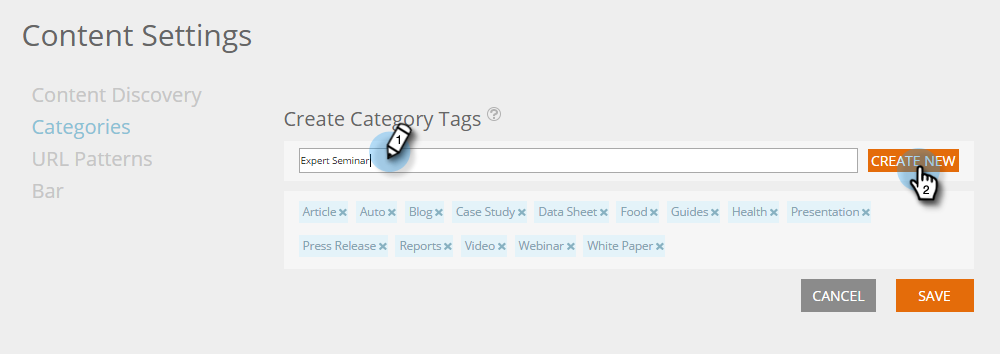 Content Settings
Content Discovery
Categories
URL Patterns
Bar
Create Category Tags ?
1
Expert Seminar
CREATE NEW
2
Article × Auto × Blog × Case Study × Data Sheet × Food × Guides × Health × Presentation ×
Press Release × Reports × Video × Webinar × White Paper ×
CANCEL SAVE